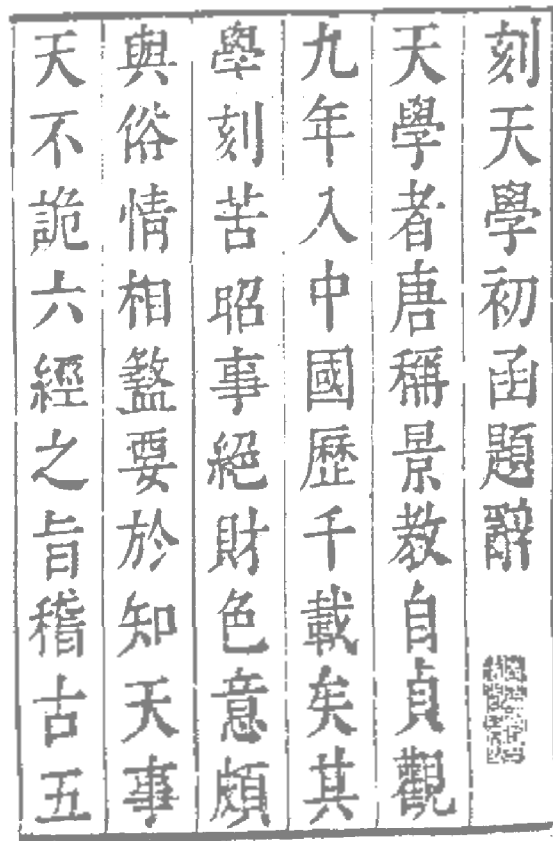 刻天學初函題辭
天學者唐稱景教自貞觀
九年入中國歷千載矣其
學刻苦昭事絕財色意頗
與俗情相盭要於知天事
天不詭六經之旨稽古五